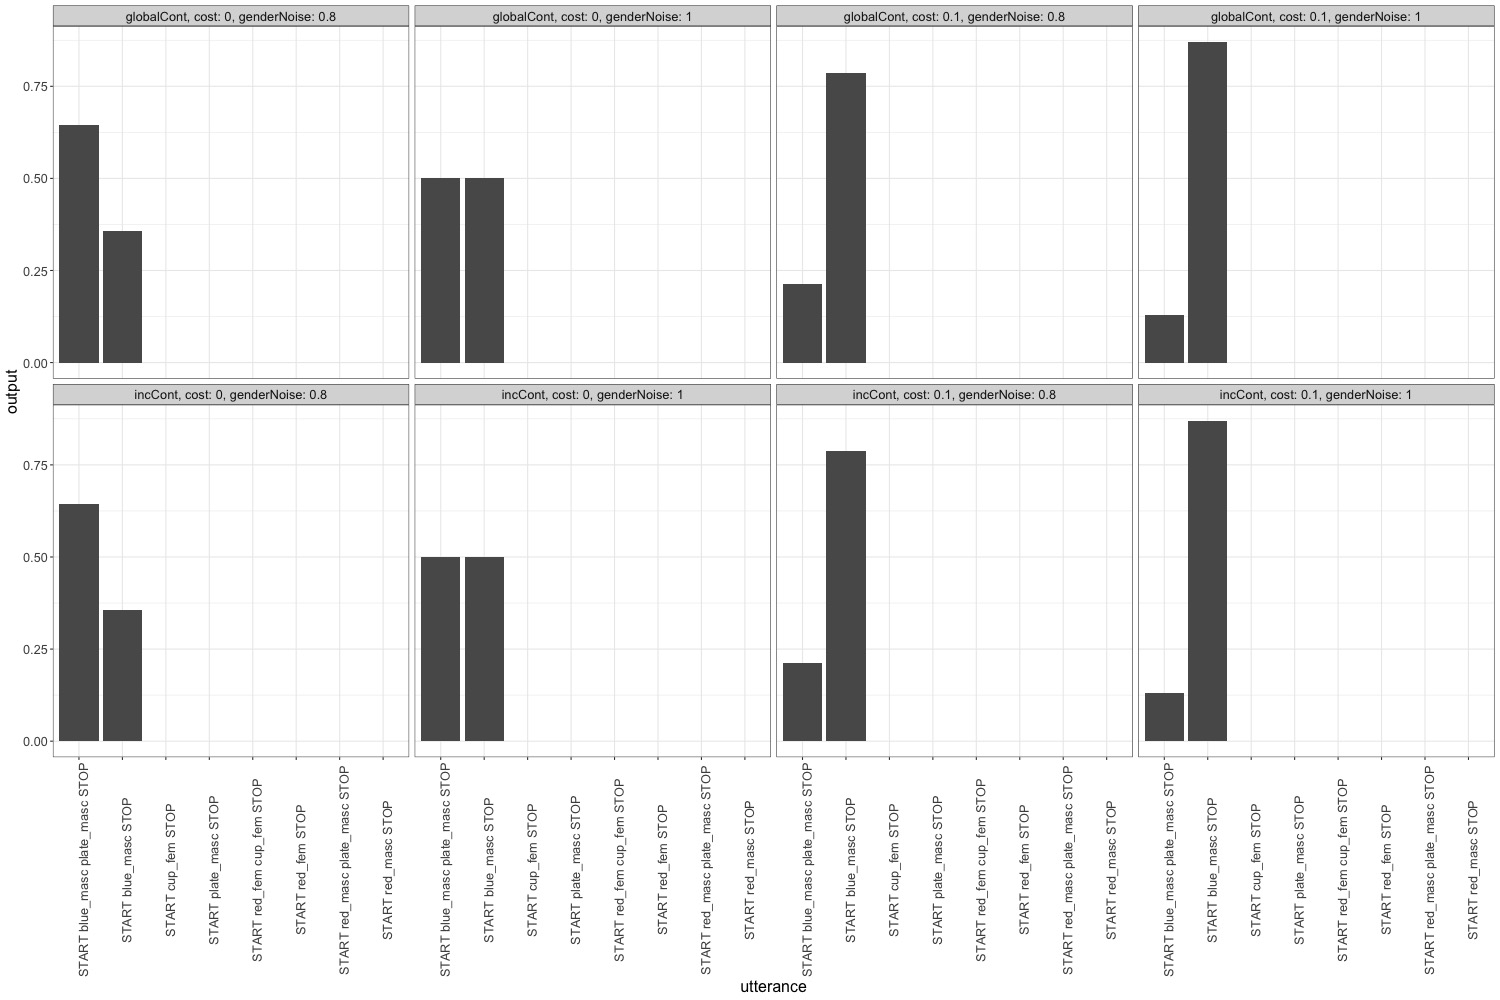 globalCont, cost: 0, genderNoise: 0.8
globalCont, cost: 0, genderNoise: 1
globalCont, cost: 0.1, genderNoise: 0.8
globalCont, cost: 0.1, genderNoise: 1
0.75
0.50
0.25
0.00
output
incCont, cost: 0, genderNoise: 0.8
incCont, cost: 0, genderNoise: 1
incCont, cost: 0.1, genderNoise: 0.8
incCont, cost: 0.1, genderNoise: 1
0.75
0.50
0.25
0.00
START blue_masc plate_masc STOP
START blue_masc STOP
START cup_fem STOP
START plate_masc STOP
START red_fem cup_fem STOP
START red_fem STOP
START red_masc plate_masc STOP
START red_masc STOP
START blue_masc plate_masc STOP
START blue_masc STOP
START cup_fem STOP
START plate_masc STOP
START red_fem cup_fem STOP
START red_fem STOP
START red_masc plate_masc STOP
START red_masc STOP
START blue_masc plate_masc STOP
START blue_masc STOP
START cup_fem STOP
START plate_masc STOP
START red_fem cup_fem STOP
START red_fem STOP
START red_masc plate_masc STOP
START red_masc STOP
START blue_masc plate_masc STOP
START blue_masc STOP
START cup_fem STOP
START plate_masc STOP
START red_fem cup_fem STOP
START red_fem STOP
START red_masc plate_masc STOP
START red_masc STOP
utterance